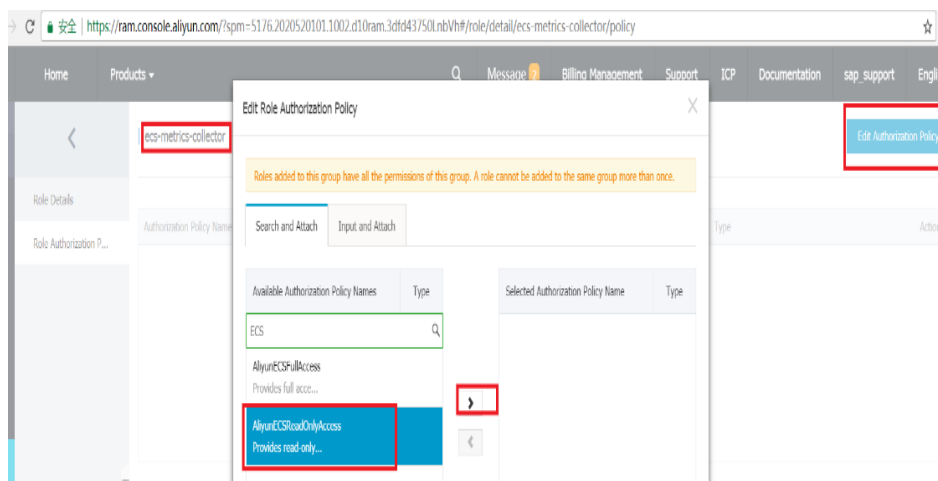 安全 | https://ram.console.aliyun.com/?spm=5176.2020520101.1002.d10ram.3dfd43750LnbVh#/role/detail/ecs-metrics-collector/policy
Home Products Message Billing Management Support ICP Documentation sap_support Engli
Edit Role Authorization Policy
ecs-metrics-collector
Edit Authorization Policy
Roles added to this group have all the permissions of this group. A role cannot be added to the same group more than once.
Role Details
Search and Attach Input and Attach
Authorization Policy Name Type Action
Role Authorization P...
Available Authorization Policy Names Type Selected Authorization Policy Name Type
ECS
AliyunECSFullAccess
Provides full acce...
AliyunECSReadOnlyAccess
Provides read-only...